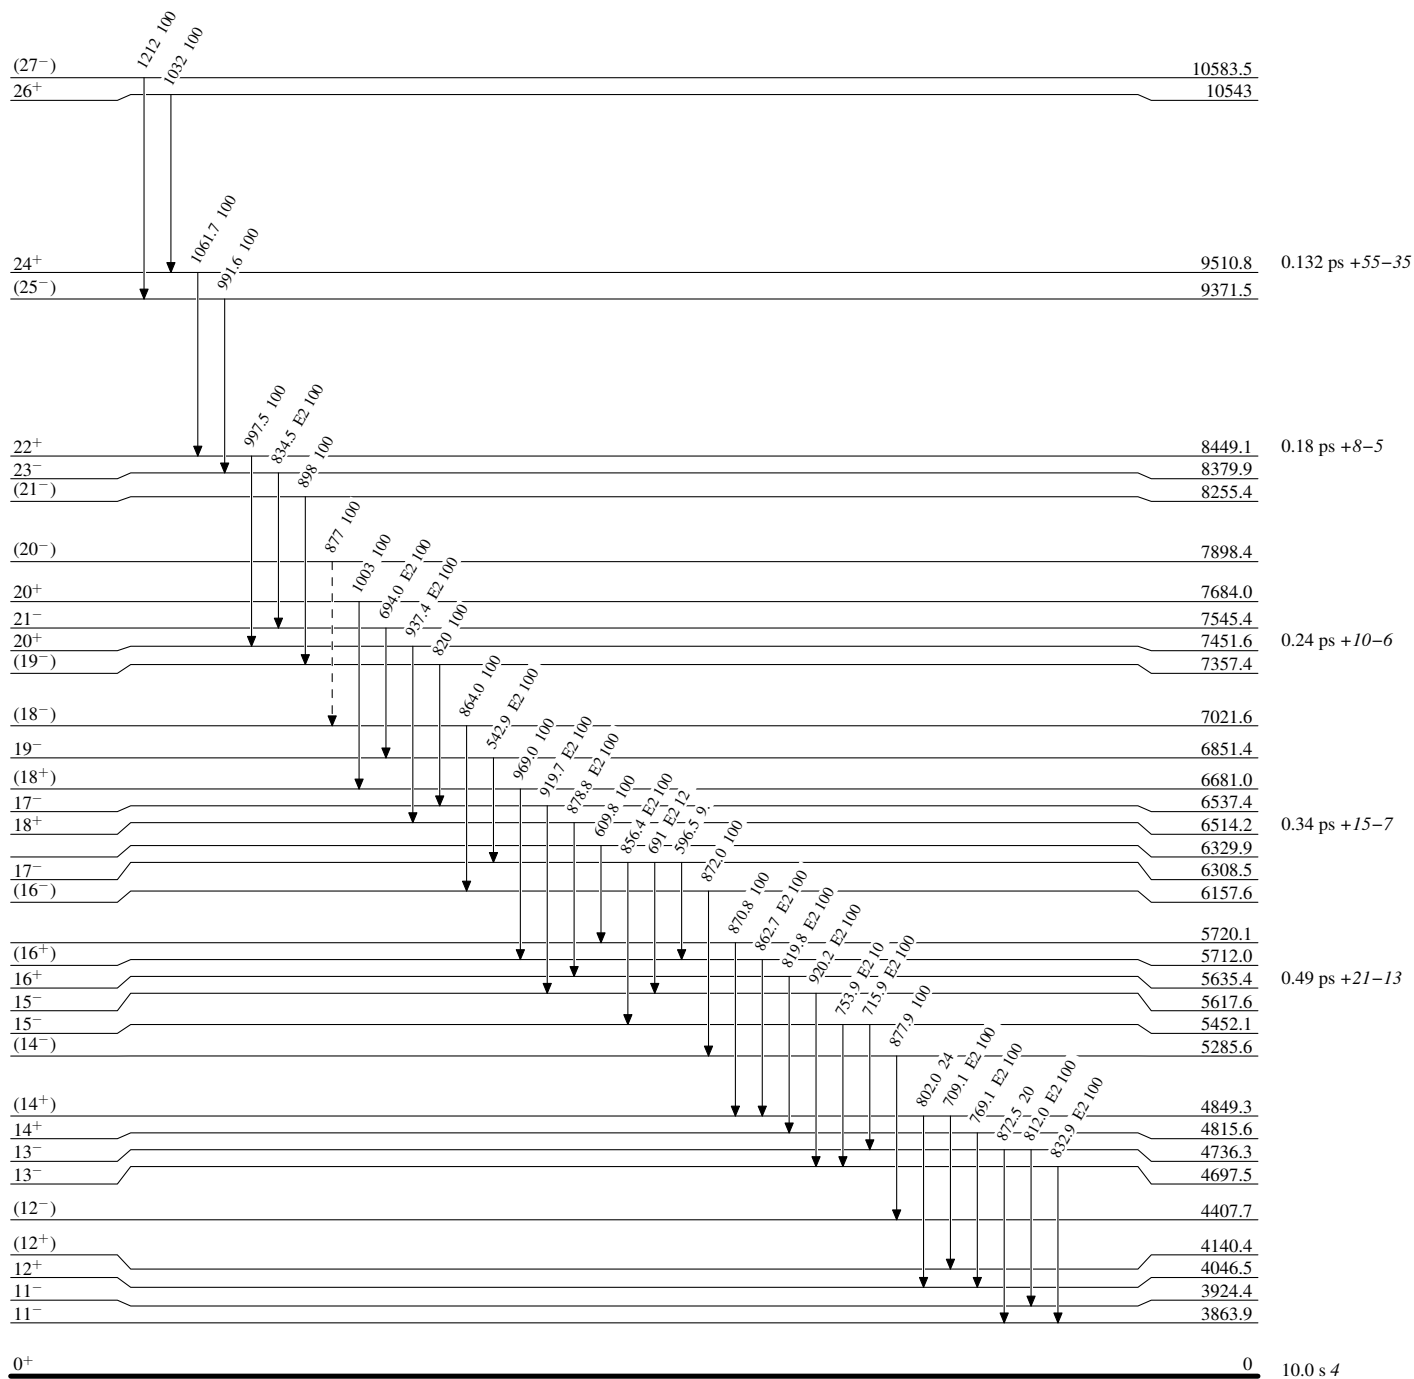 1212 100
1032 100
(27−) 10583.5
26+ 10543
1061.7 100
991.6 100
24+ 9510.8 0.132 ps +55−35
(25−) 9371.5
997.5 100
834.5 E2 100
898 100
22+ 8449.1 0.18 ps +8−5
23− 8379.9
(21−) 8255.4
877 100
(20−) 7898.4
1003 100
694.0 E2 100
937.4 E2 100
820 100
20+ 7684.0
21− 7545.4
20+ 7451.6 0.24 ps +10−6
(19−) 7357.4
864.0 100
542.9 E2 100
(18−) 7021.6
969.0 100
919.7 E2 100
878.8 E2 100
19− 6851.4
(18+) 6681.0
17− 6537.4
18+ 6514.2 0.34 ps +15−7
609.8 100
856.4 E2 100
691 E2 12
596.5 9.
872.0 100
6329.9
17− 6308.5
(16−) 6157.6
870.8 100
862.7 E2 100
819.8 E2 100
920.2 E2 100
753.9 E2 10
715.9 E2 100
877.9 100
5720.1
(16+) 5712.0
16+ 5635.4 0.49 ps +21−13
15− 5617.6
15− 5452.1
(14−) 5285.6
802.0 24
709.1 E2 100
769.1 E2 100
872.5 20
812.0 E2 100
832.9 E2 100
(14+) 4849.3
14+ 4815.6
13− 4736.3
13− 4697.5
(12−) 4407.7
(12+) 4140.4
12+ 4046.5
11− 3924.4
11− 3863.9
0+ 0 10.0 s 4